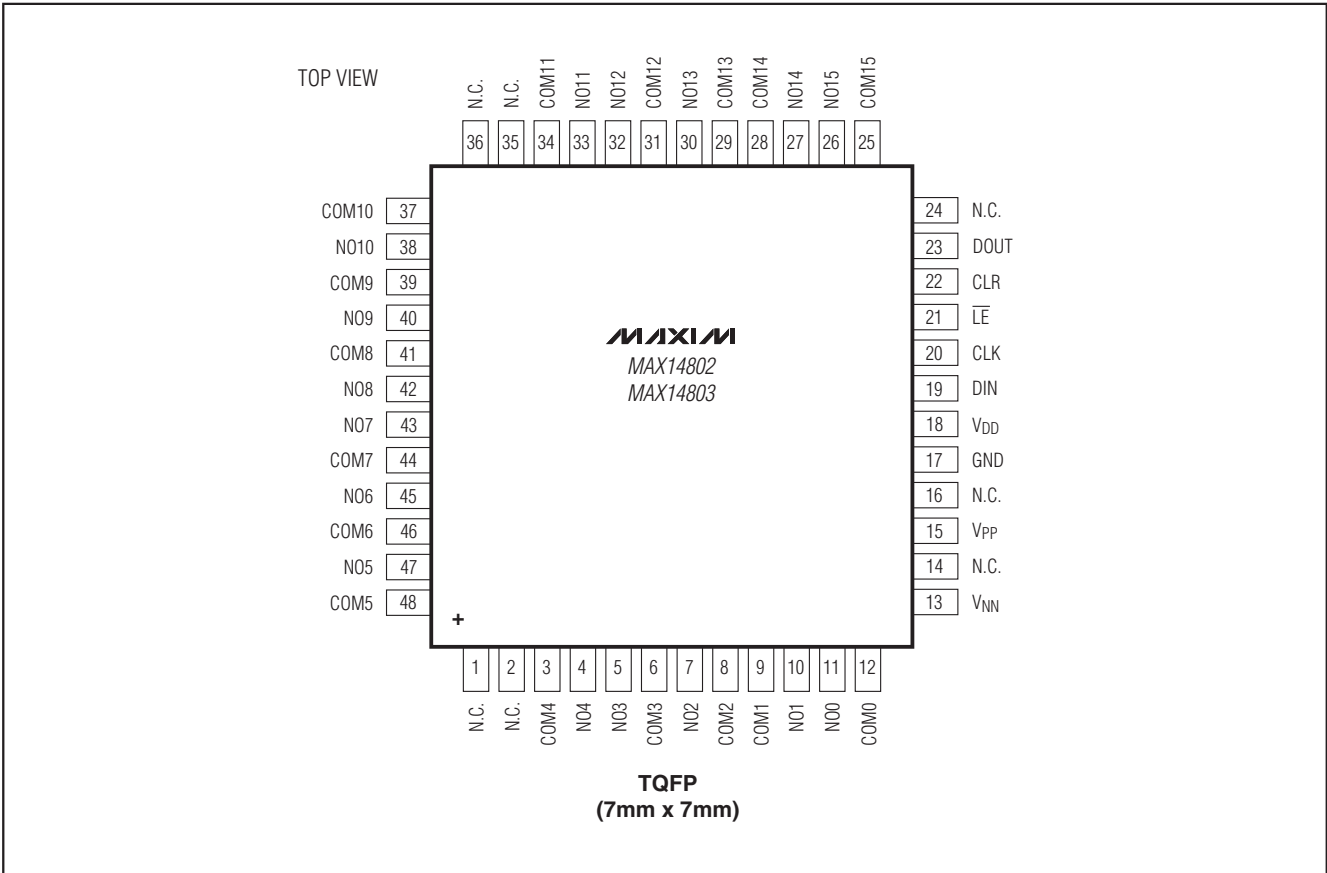 TOP VIEW
N.C. N.C. COM11 NO11 NO12 COM12 NO13 COM13 COM14 NO14 NO15 COM15
36 35 34 33 32 31 30 29 28 27 26 25
COM10 37 24 N.C.
NO10 38 23 DOUT
COM9 39 22 CLR
NO9 40 21 L̅E̅
COM8 41 20 CLK
NO8 42 19 DIN
NO7 43 18 VDD
COM7 44 17 GND
NO6 45 16 N.C.
COM6 46 15 VPP
NO5 47 14 N.C.
COM5 48 13 VNN
MAXIM
MAX14802
MAX14803
+
1 2 3 4 5 6 7 8 9 10 11 12
N.C. N.C. COM4 NO4 NO3 COM3 NO2 COM2 COM1 NO1 NO0 COM0
TQFP
(7mm x 7mm)